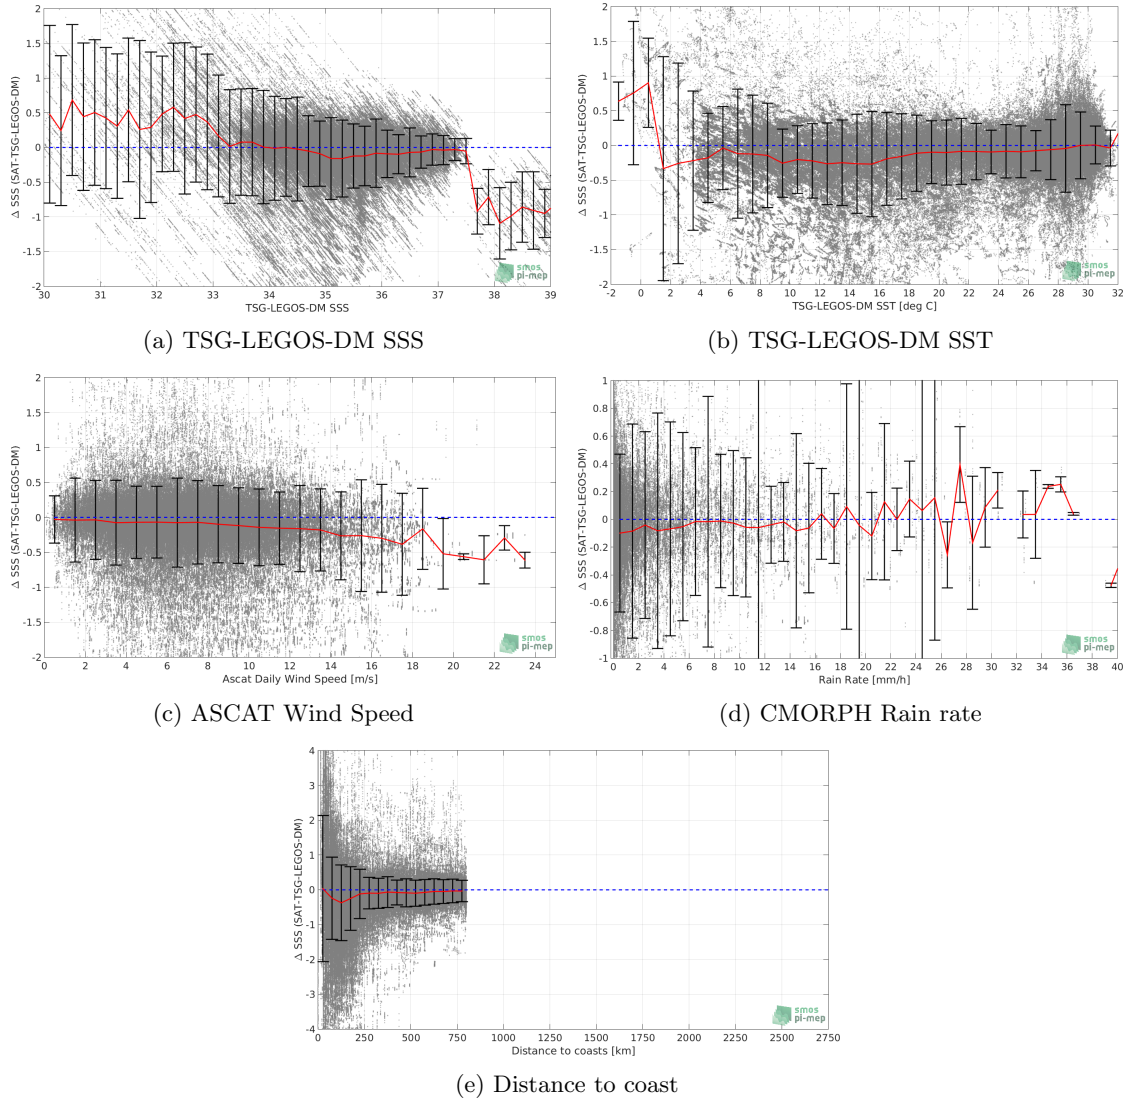 Δ SSS (SAT-TSG-LEGOS-DM)
2
1.5
1
0.5
0
-0.5
-1
-1.5
-2
30 31 32 33 34 35 36 37 38 39
TSG-LEGOS-DM SSS
smos
pi-mep
(a) TSG-LEGOS-DM SSS
Δ SSS (SAT-TSG-LEGOS-DM)
2
1.5
1
0.5
0
-0.5
-1
-1.5
-2
-2 0 2 4 6 8 10 12 14 16 18 20 22 24 26 28 30 32
TSG-LEGOS-DM SST [deg C]
smos
pi-mep
(b) TSG-LEGOS-DM SST
Δ SSS (SAT-TSG-LEGOS-DM)
2
1.5
1
0.5
0
-0.5
-1
-1.5
-2
0 2 4 6 8 10 12 14 16 18 20 22 24
Ascat Daily Wind Speed [m/s]
smos
pi-mep
(c) ASCAT Wind Speed
Δ SSS (SAT-TSG-LEGOS-DM)
1
0.8
0.6
0.4
0.2
0
-0.2
-0.4
-0.6
-0.8
-1
0 2 4 6 8 10 12 14 16 18 20 22 24 26 28 30 32 34 36 38 40
Rain Rate [mm/h]
smos
pi-mep
(d) CMORPH Rain rate
Δ SSS (SAT-TSG-LEGOS-DM)
4
3
2
1
0
-1
-2
-3
-4
0 250 500 750 1000 1250 1500 1750 2000 2250 2500 2750
Distance to coasts [km]
smos
pi-mep
(e) Distance to coast